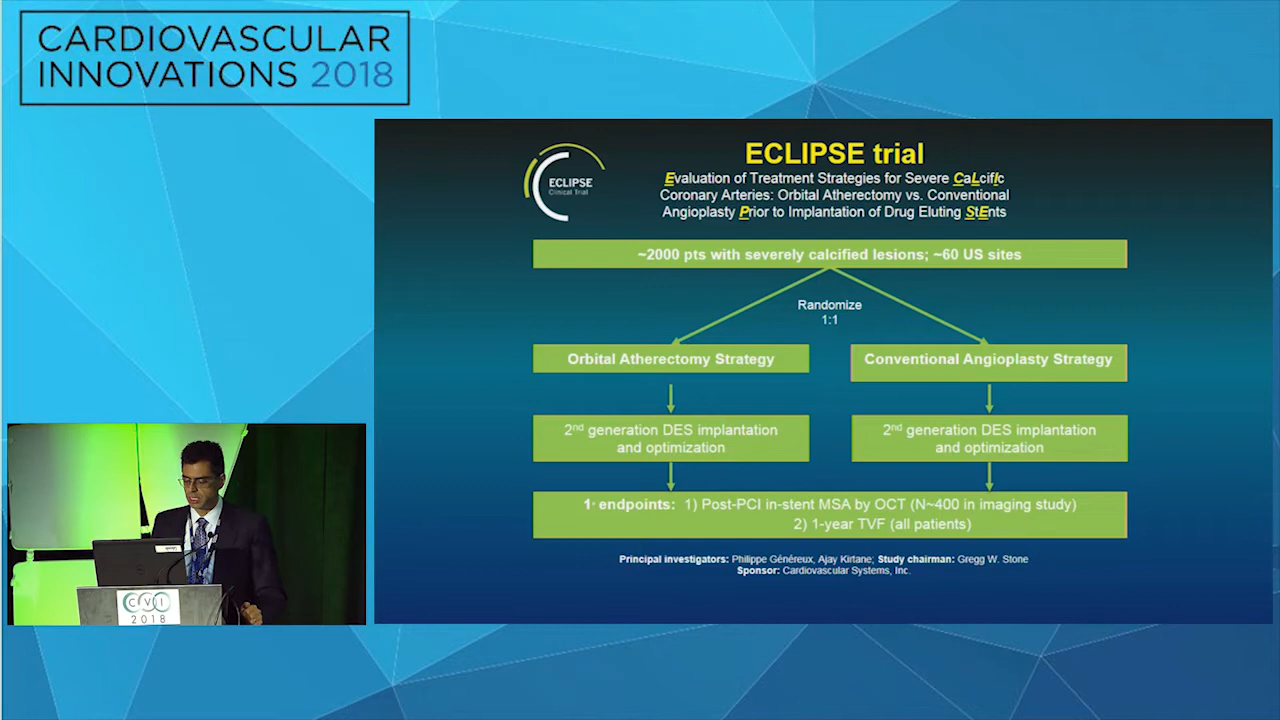 CARDIOVASCULAR
INNOVATIONS 2018
ECLIPSE
Clinical Trial
ECLIPSE trial
Evaluation of Treatment Strategies for Severe CaLcifIc
Coronary Arteries: Orbital Atherectomy vs. Conventional
Angioplasty Prior to Implantation of Drug Eluting StEnts
~2000 pts with severely calcified lesions; ~60 US sites
Randomize
1:1
Orbital Atherectomy Strategy
Conventional Angioplasty Strategy
2nd generation DES implantation
and optimization
2nd generation DES implantation
and optimization
1° endpoints: 1) Post-PCI in-stent MSA by OCT (N~400 in imaging study)
2) 1-year TVF (all patients)
Principal investigators: Philippe Généreux, Ajay Kirtane; Study chairman: Gregg W. Stone
Sponsor: Cardiovascular Systems, Inc.
CVI
2018